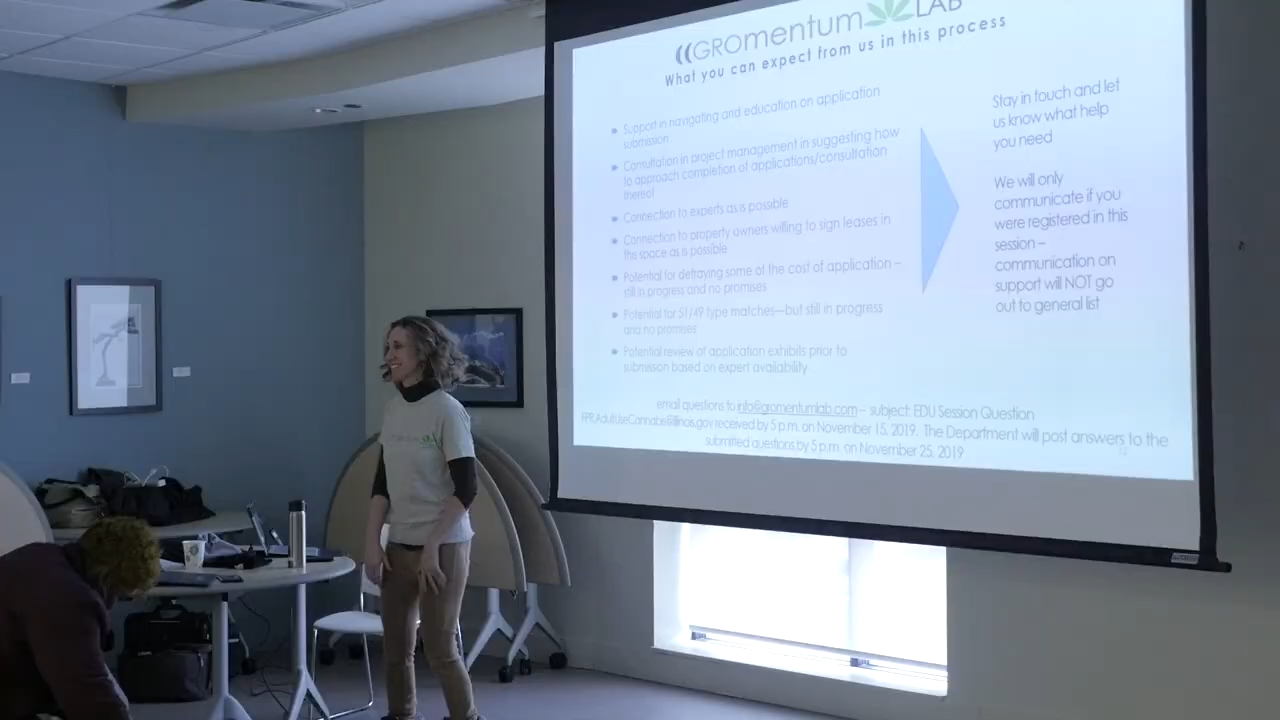 ((GROmentum LAB
What you can expect from us in this process
Support in navigating and education on application
submission
Consultation in project management in suggesting how
to approach completion of applications/consultation
thereof
Connection to experts as is possible
Connection to property owners willing to sign leases in
this space as is possible
Potential for defraying some of the cost of application –
still in progress and no promises
Potential for 51/49 type matches—but still in progress
and no promises
Potential review of application exhibits prior to
submission based on expert availability
Stay in touch and let
us know what help
you need
We will only
communicate if you
were registered in this
session –
communication on
support will NOT go
out to general list
email questions to info@gromentumlab.com – subject: EDU Session Question
FPR.AdultUseCannabis@illinois.gov received by 5 p.m. on November 15, 2019. The Department will post answers to the
submitted questions by 5 p.m. on November 25, 2019